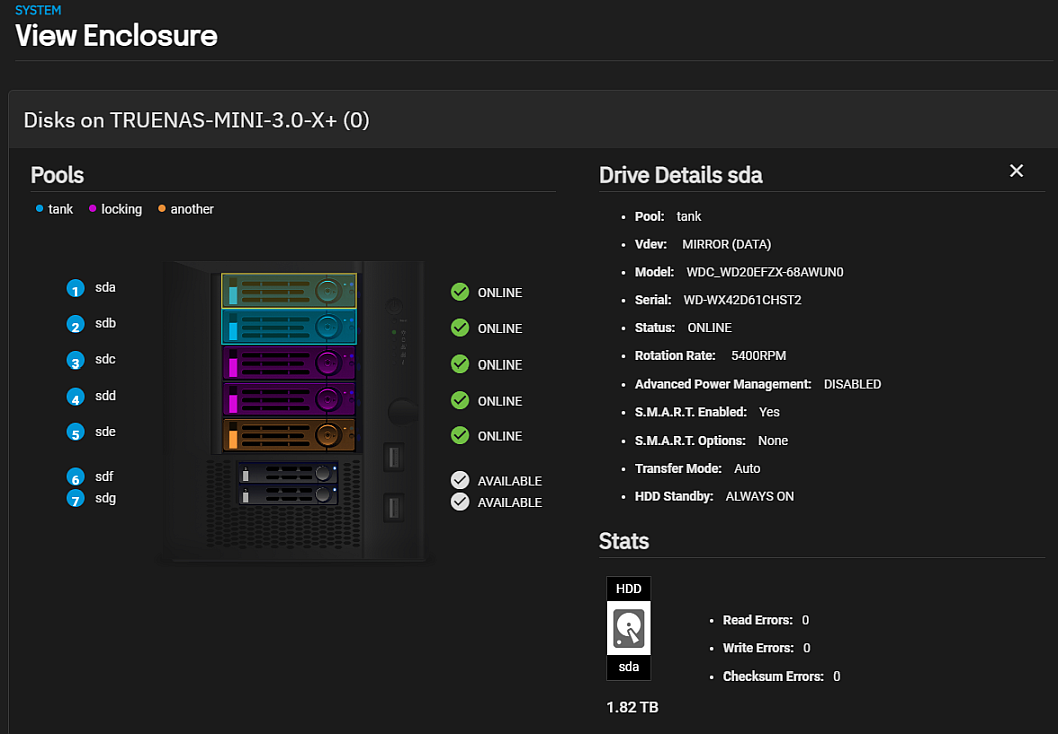 SYSTEM
View Enclosure
Disks on TRUENAS-MINI-3.0-X+ (0)
Pools
tank locking another
1 sda ONLINE
2 sdb ONLINE
3 sdc ONLINE
4 sdd ONLINE
5 sde ONLINE
6 sdf AVAILABLE
7 sdg AVAILABLE
Drive Details sda
Pool: tank
Vdev: MIRROR (DATA)
Model: WDC_WD20EFZX-68AWUN0
Serial: WD-WX42D61CHST2
Status: ONLINE
Rotation Rate: 5400RPM
Advanced Power Management: DISABLED
S.M.A.R.T. Enabled: Yes
S.M.A.R.T. Options: None
Transfer Mode: Auto
HDD Standby: ALWAYS ON
Stats
HDD
sda
1.82 TB
Read Errors: 0
Write Errors: 0
Checksum Errors: 0